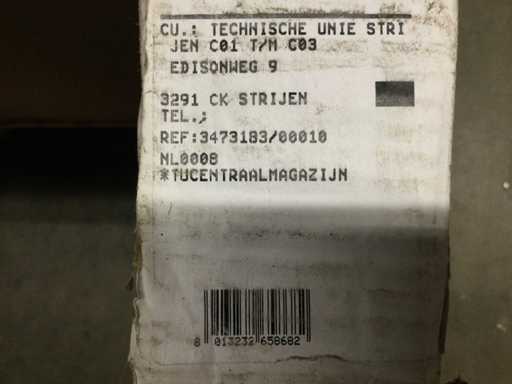 CU.: TECHNISCHE UNIE STRI
JEN C01 T/M C03
EDISONWEG 9
3291 CK STRIJEN
TEL.;
REF:3473183/00010
NL0008
*TUCENTRAALMAGAZIJN
8 013232 658682